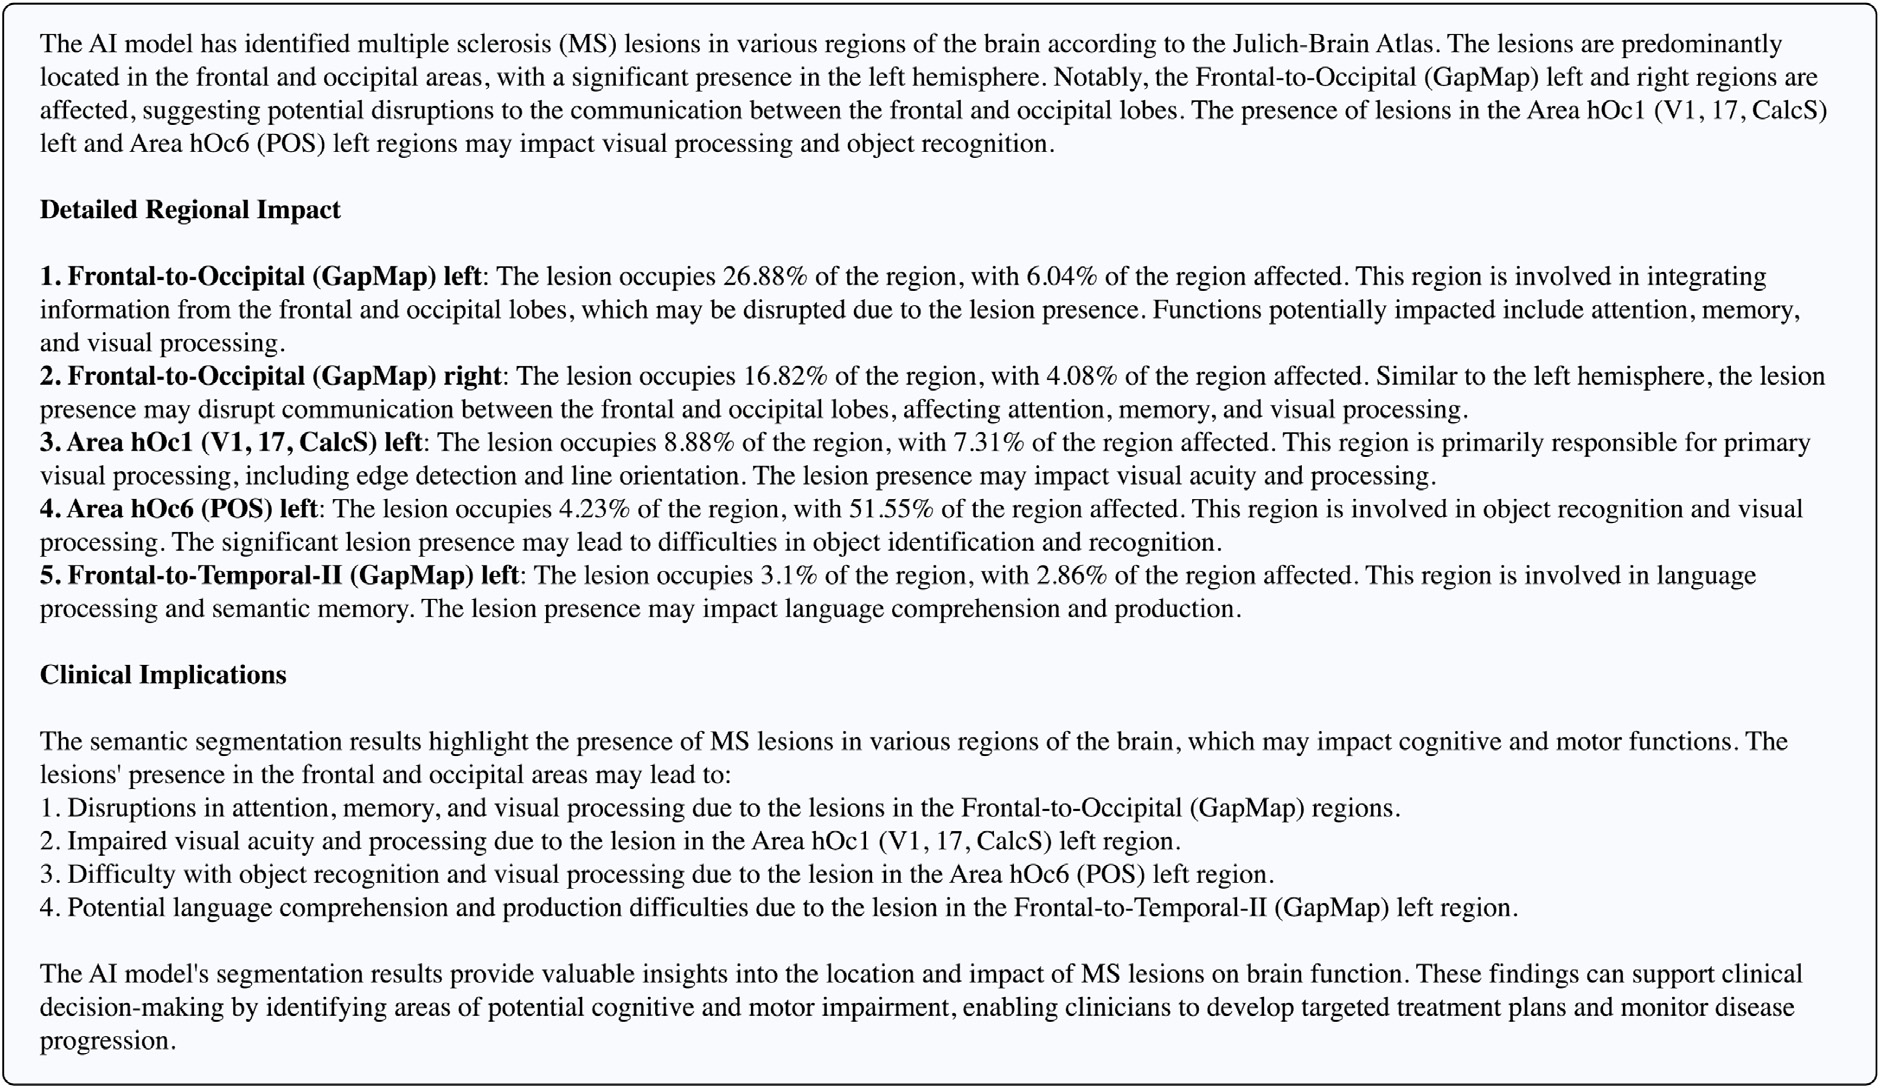 The AI model has identified multiple sclerosis (MS) lesions in various regions of the brain according to the Julich-Brain Atlas. The lesions are predominantly
located in the frontal and occipital areas, with a significant presence in the left hemisphere. Notably, the Frontal-to-Occipital (GapMap) left and right regions are
affected, suggesting potential disruptions to the communication between the frontal and occipital lobes. The presence of lesions in the Area hOc1 (V1, 17, CalcS)
left and Area hOc6 (POS) left regions may impact visual processing and object recognition.
Detailed Regional Impact
1. Frontal-to-Occipital (GapMap) left: The lesion occupies 26.88% of the region, with 6.04% of the region affected. This region is involved in integrating
information from the frontal and occipital lobes, which may be disrupted due to the lesion presence. Functions potentially impacted include attention, memory,
and visual processing.
2. Frontal-to-Occipital (GapMap) right: The lesion occupies 16.82% of the region, with 4.08% of the region affected. Similar to the left hemisphere, the lesion
presence may disrupt communication between the frontal and occipital lobes, affecting attention, memory, and visual processing.
3. Area hOc1 (V1, 17, CalcS) left: The lesion occupies 8.88% of the region, with 7.31% of the region affected. This region is primarily responsible for primary
visual processing, including edge detection and line orientation. The lesion presence may impact visual acuity and processing.
4. Area hOc6 (POS) left: The lesion occupies 4.23% of the region, with 51.55% of the region affected. This region is involved in object recognition and visual
processing. The significant lesion presence may lead to difficulties in object identification and recognition.
5. Frontal-to-Temporal-II (GapMap) left: The lesion occupies 3.1% of the region, with 2.86% of the region affected. This region is involved in language
processing and semantic memory. The lesion presence may impact language comprehension and production.
Clinical Implications
The semantic segmentation results highlight the presence of MS lesions in various regions of the brain, which may impact cognitive and motor functions. The
lesions' presence in the frontal and occipital areas may lead to:
1. Disruptions in attention, memory, and visual processing due to the lesions in the Frontal-to-Occipital (GapMap) regions.
2. Impaired visual acuity and processing due to the lesion in the Area hOc1 (V1, 17, CalcS) left region.
3. Difficulty with object recognition and visual processing due to the lesion in the Area hOc6 (POS) left region.
4. Potential language comprehension and production difficulties due to the lesion in the Frontal-to-Temporal-II (GapMap) left region.
The AI model's segmentation results provide valuable insights into the location and impact of MS lesions on brain function. These findings can support clinical
decision-making by identifying areas of potential cognitive and motor impairment, enabling clinicians to develop targeted treatment plans and monitor disease
progression.